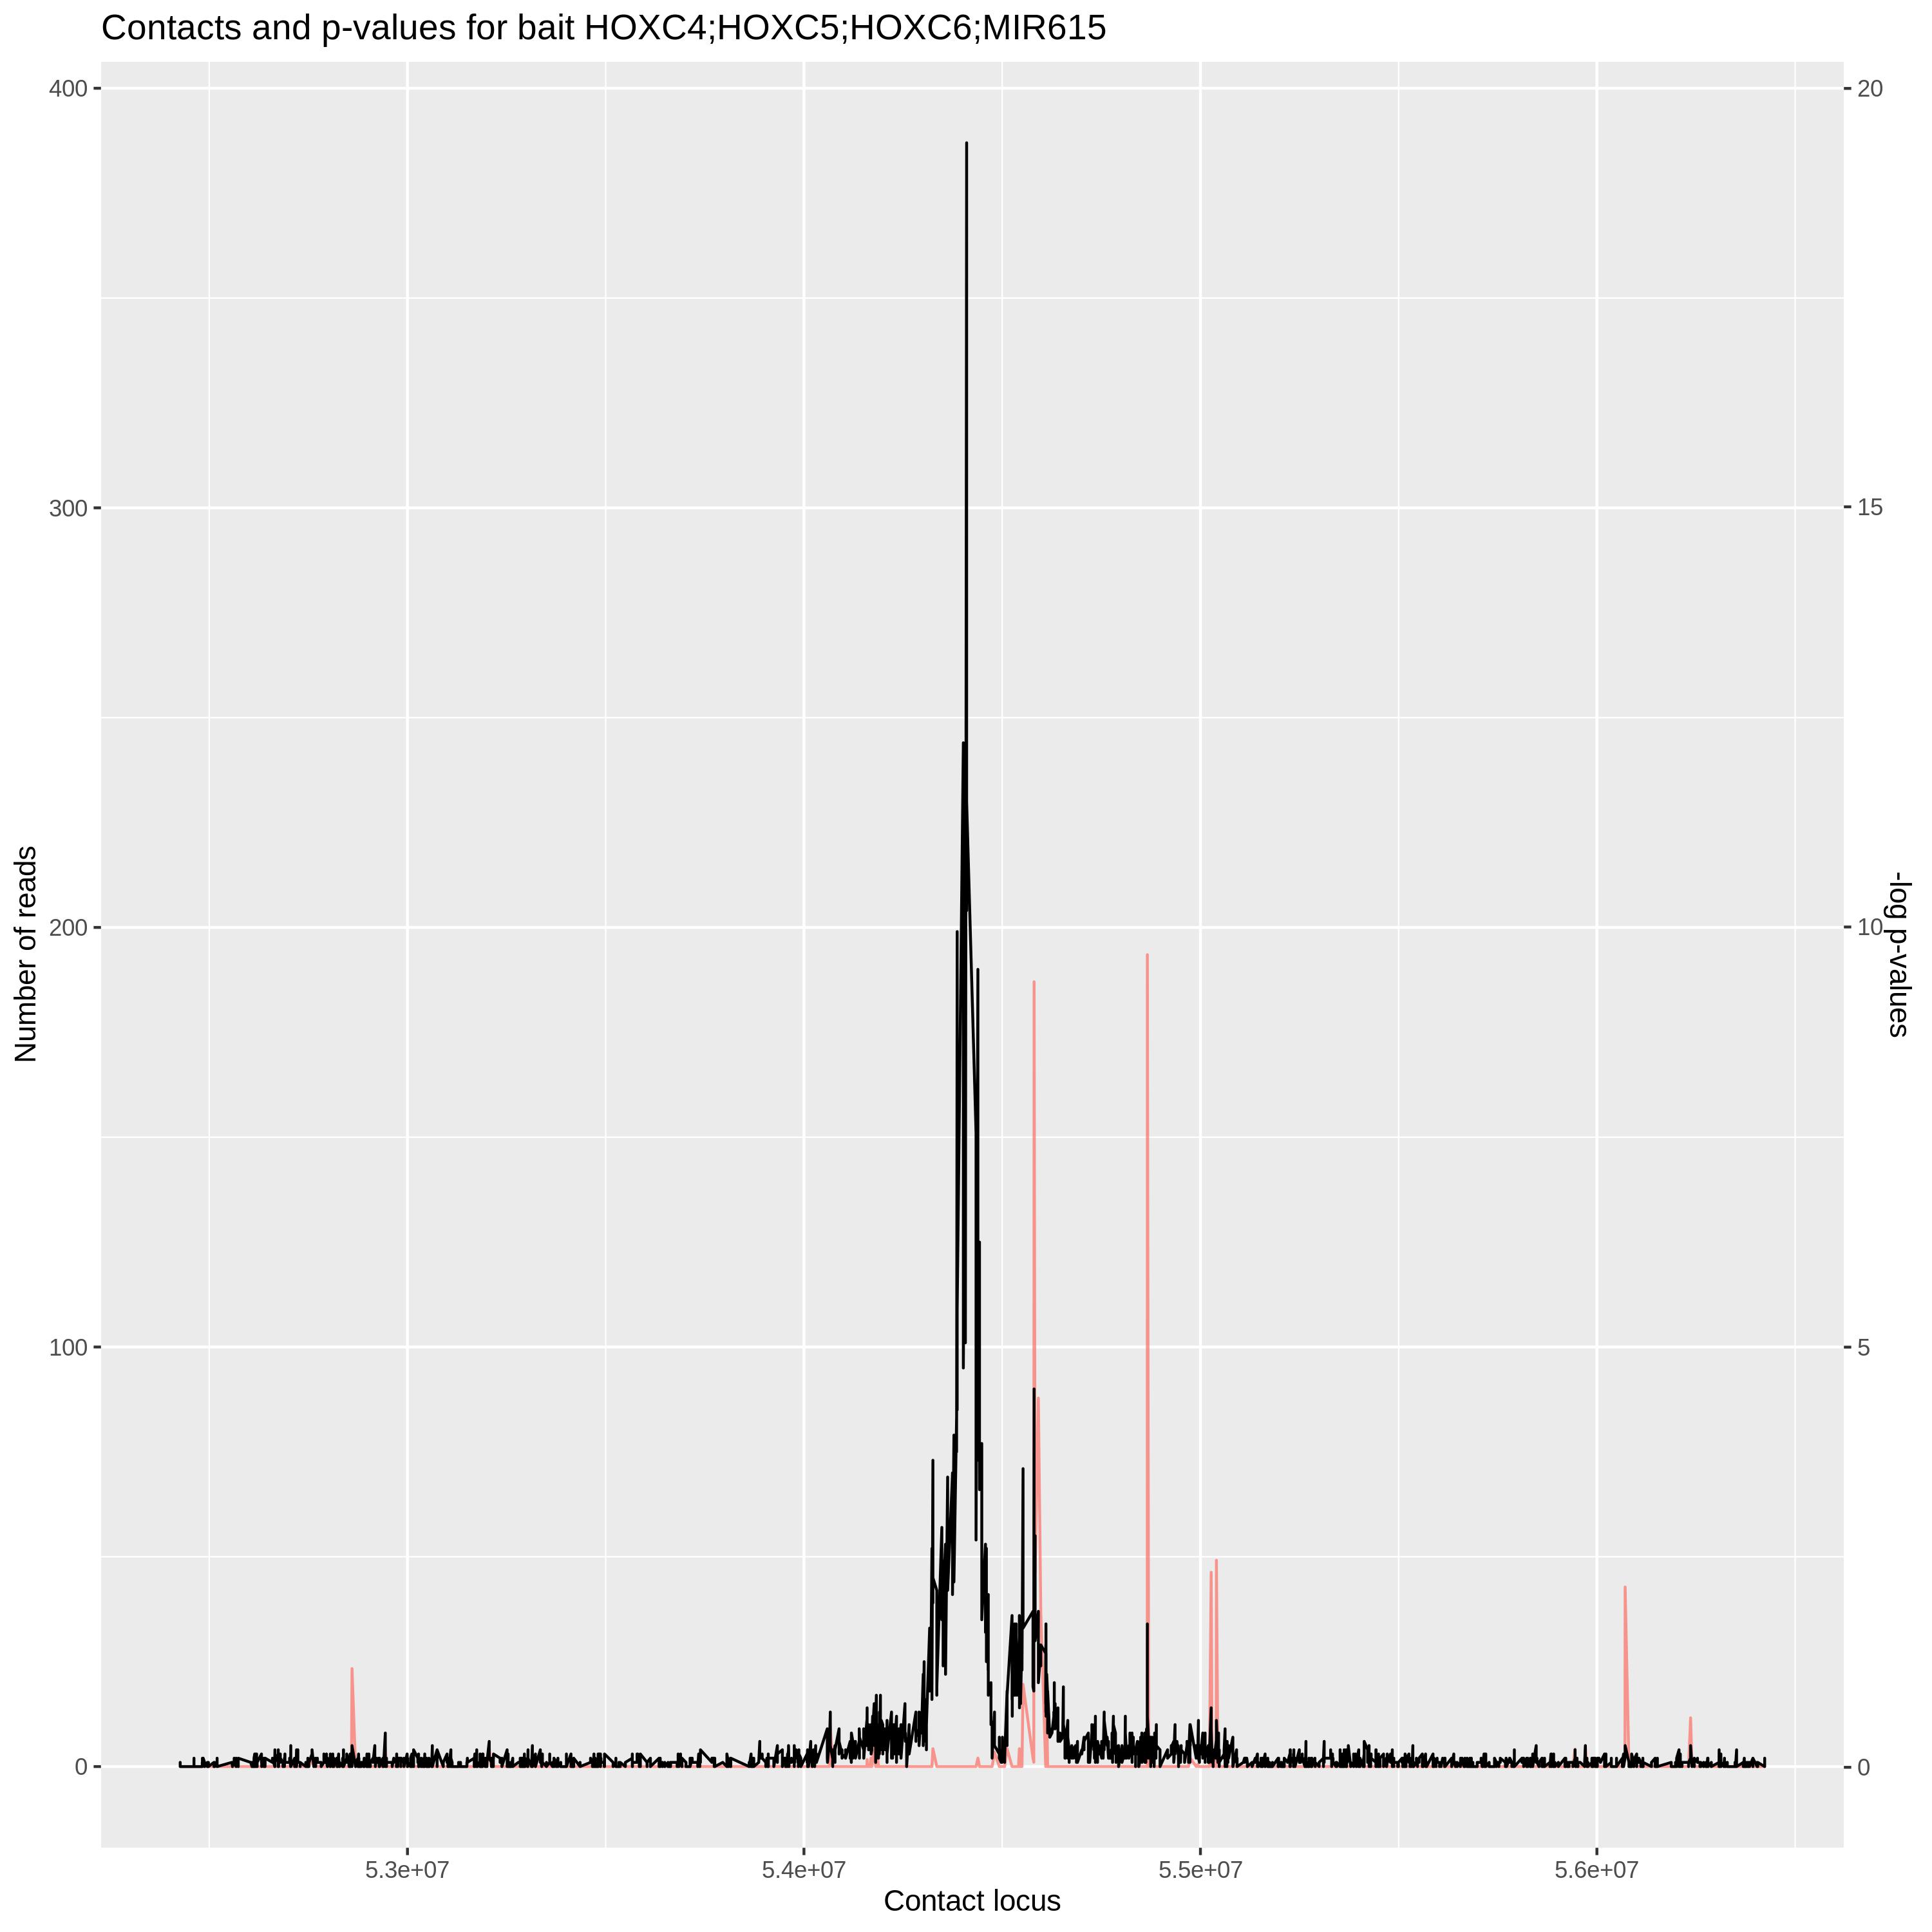 Contacts and p-values for bait HOXC4;HOXC5;HOXC6;MIR615
400
300
200
100
0
Number of reads
20
15
10
5
0
-log p-values
5.3e+07
5.4e+07
5.5e+07
5.6e+07
Contact locus